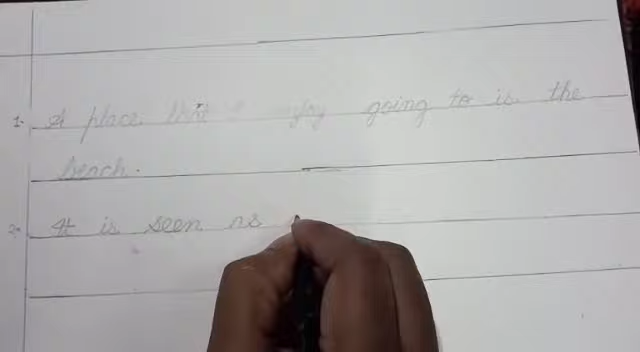 1. A place that I enjoy going to is the
beach.
2. It is seen as